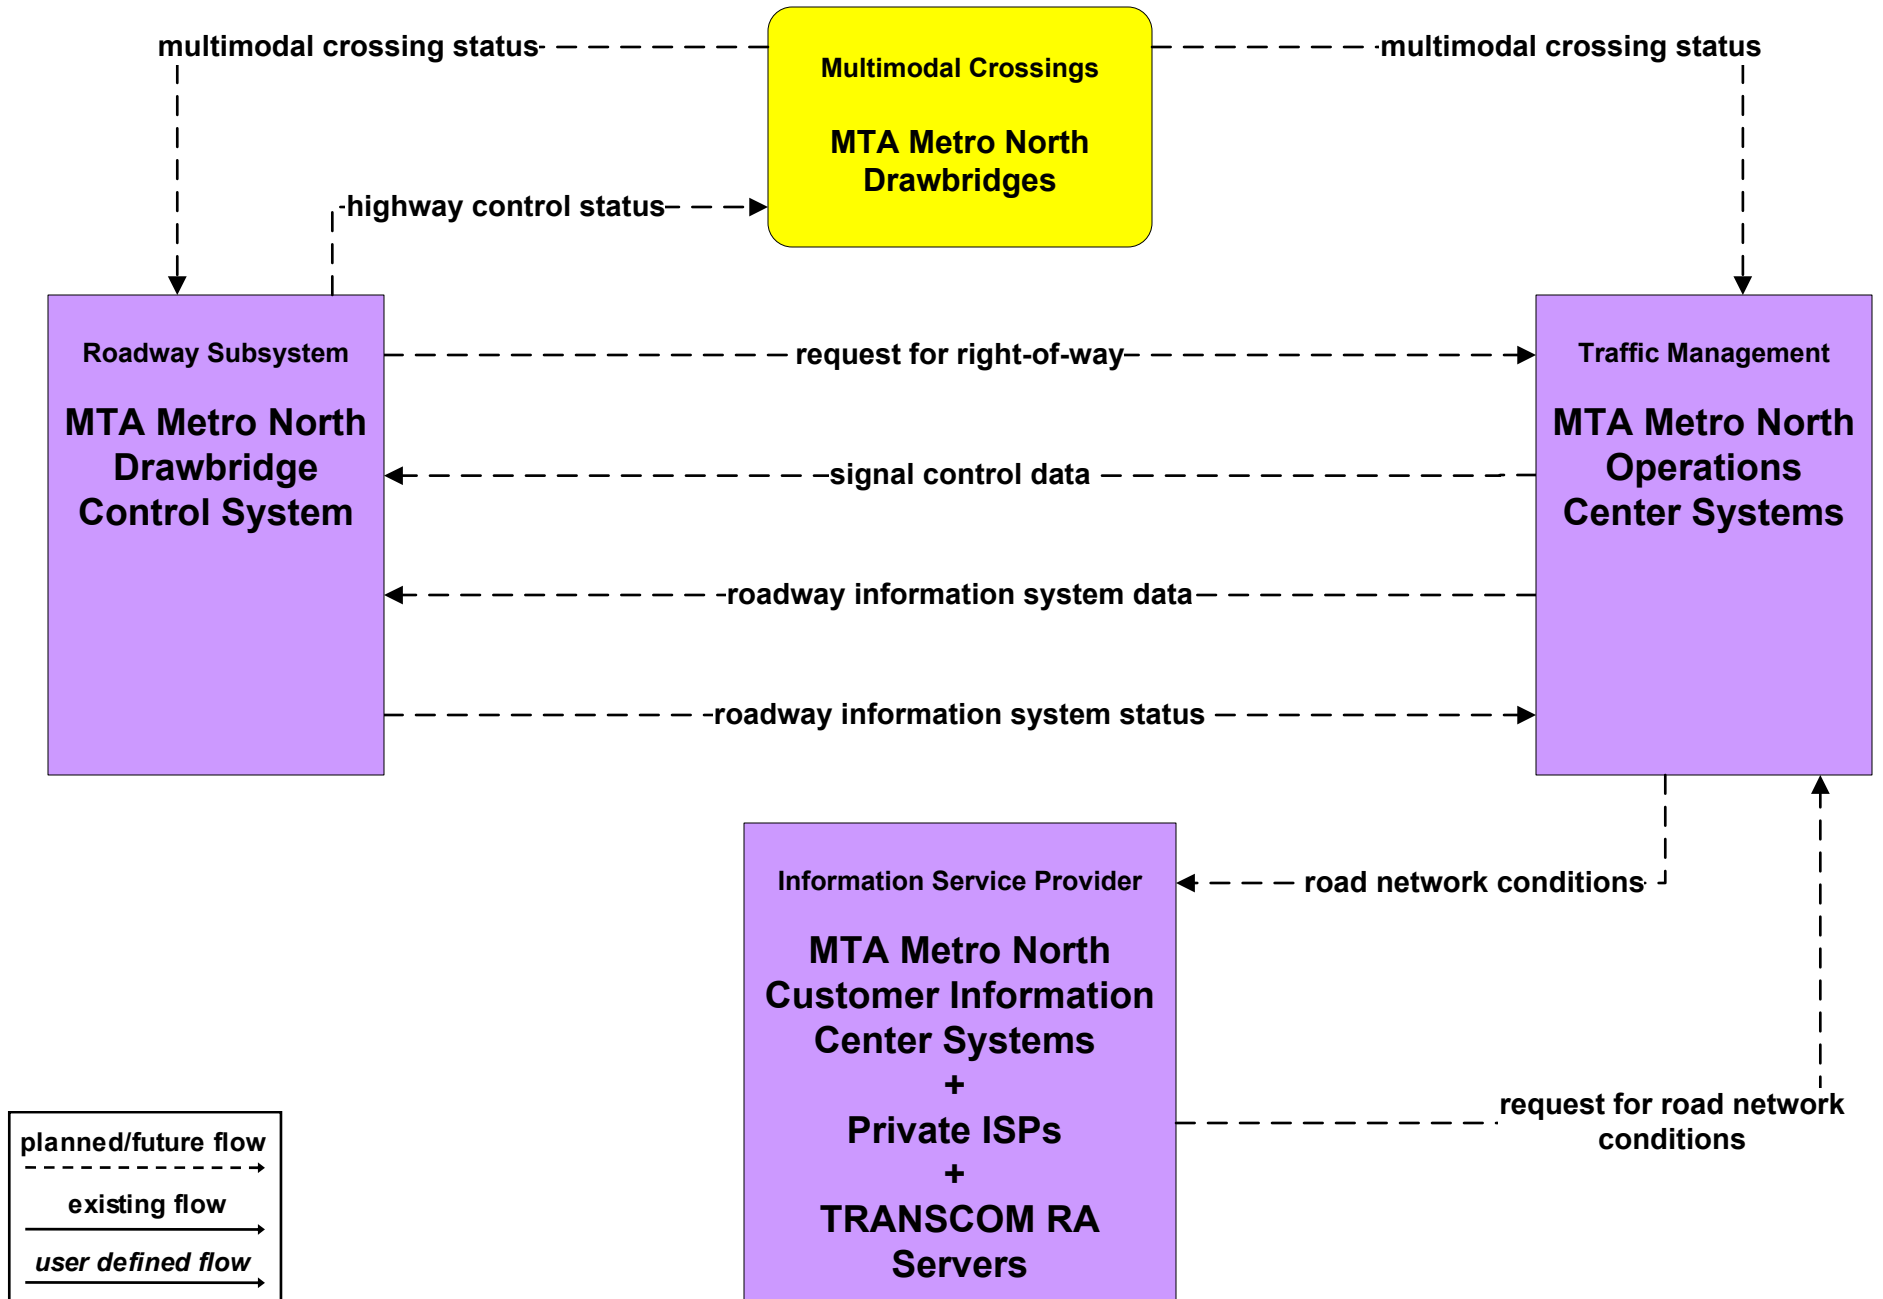 multimodal crossing status
multimodal crossing status
Multimodal Crossings
MTA Metro North
Drawbridges
highway control status
Roadway Subsystem
MTA Metro North
Drawbridge
Control System
request for right-of-way
signal control data
roadway information system data
roadway information system status
Traffic Management
MTA Metro North
Operations
Center Systems
Information Service Provider
MTA Metro North
Customer Information
Center Systems
+
Private ISPs
+
TRANSCOM RA
Servers
road network conditions
request for road network
conditions
planned/future flow
existing flow
user defined flow